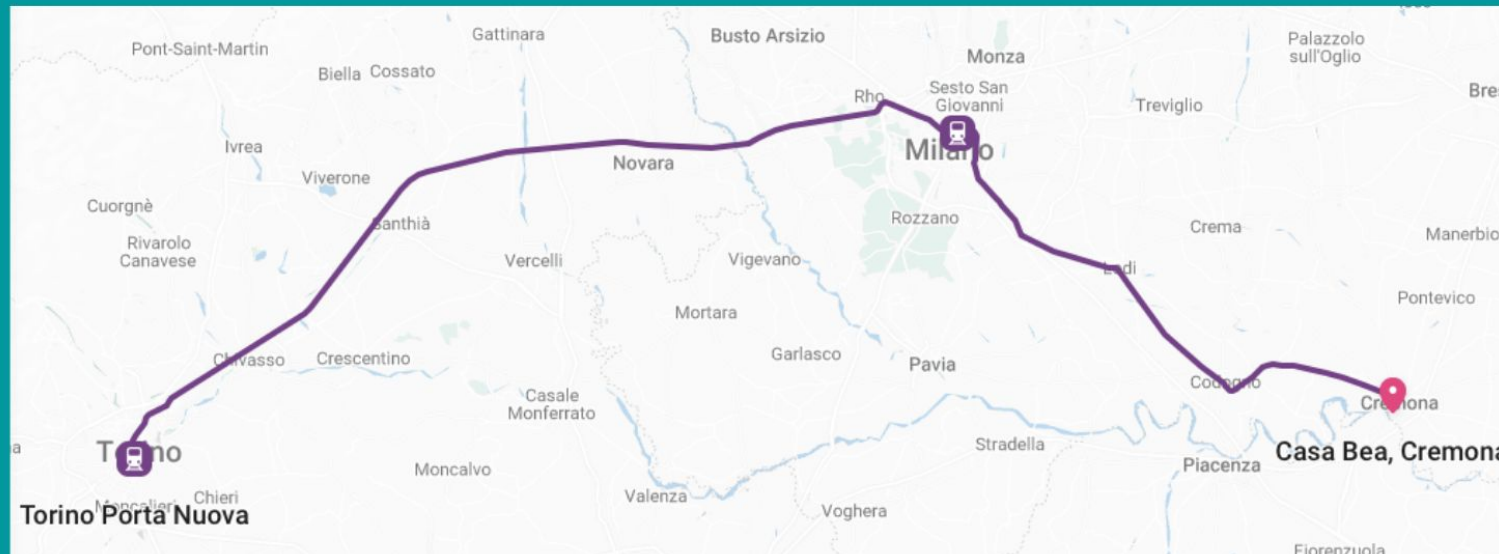 Gattinara
Busto Arsizio
Palazzolo
sull'Oglio
Pont-Saint-Martin
Monza
Biella
Cossato
Rho
Sesto San
Giovanni
Treviglio
Bre
Ivrea
Milano
Novara
Viverone
Cuorgnè
Santhià
Rozzano
Crema
Manerbio
Rivarolo
Canavese
Vercelli
Vigevano
Lodi
Pontevico
Mortara
Chivasso
Crescentino
Garlasco
Pavia
Codogno
Casale
Monferrato
Cremona
Torino
Stradella
Casa Bea, Cremona
Moncalvo
Piacenza
Moncalieri
Chieri
Valenza
Torino Porta Nuova
Voghera
Fiorenzuola